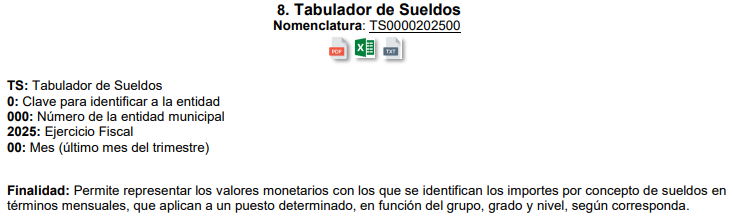 8. Tabulador de Sueldos
Nomenclatura: TS0000202500
PDF
X
TXT
TS: Tabulador de Sueldos
0: Clave para identificar a la entidad
000: Número de la entidad municipal
2025: Ejercicio Fiscal
00: Mes (último mes del trimestre)
Finalidad: Permite representar los valores monetarios con los que se identifican los importes por concepto de sueldos en
términos mensuales, que aplican a un puesto determinado, en función del grupo, grado y nivel, según corresponda.